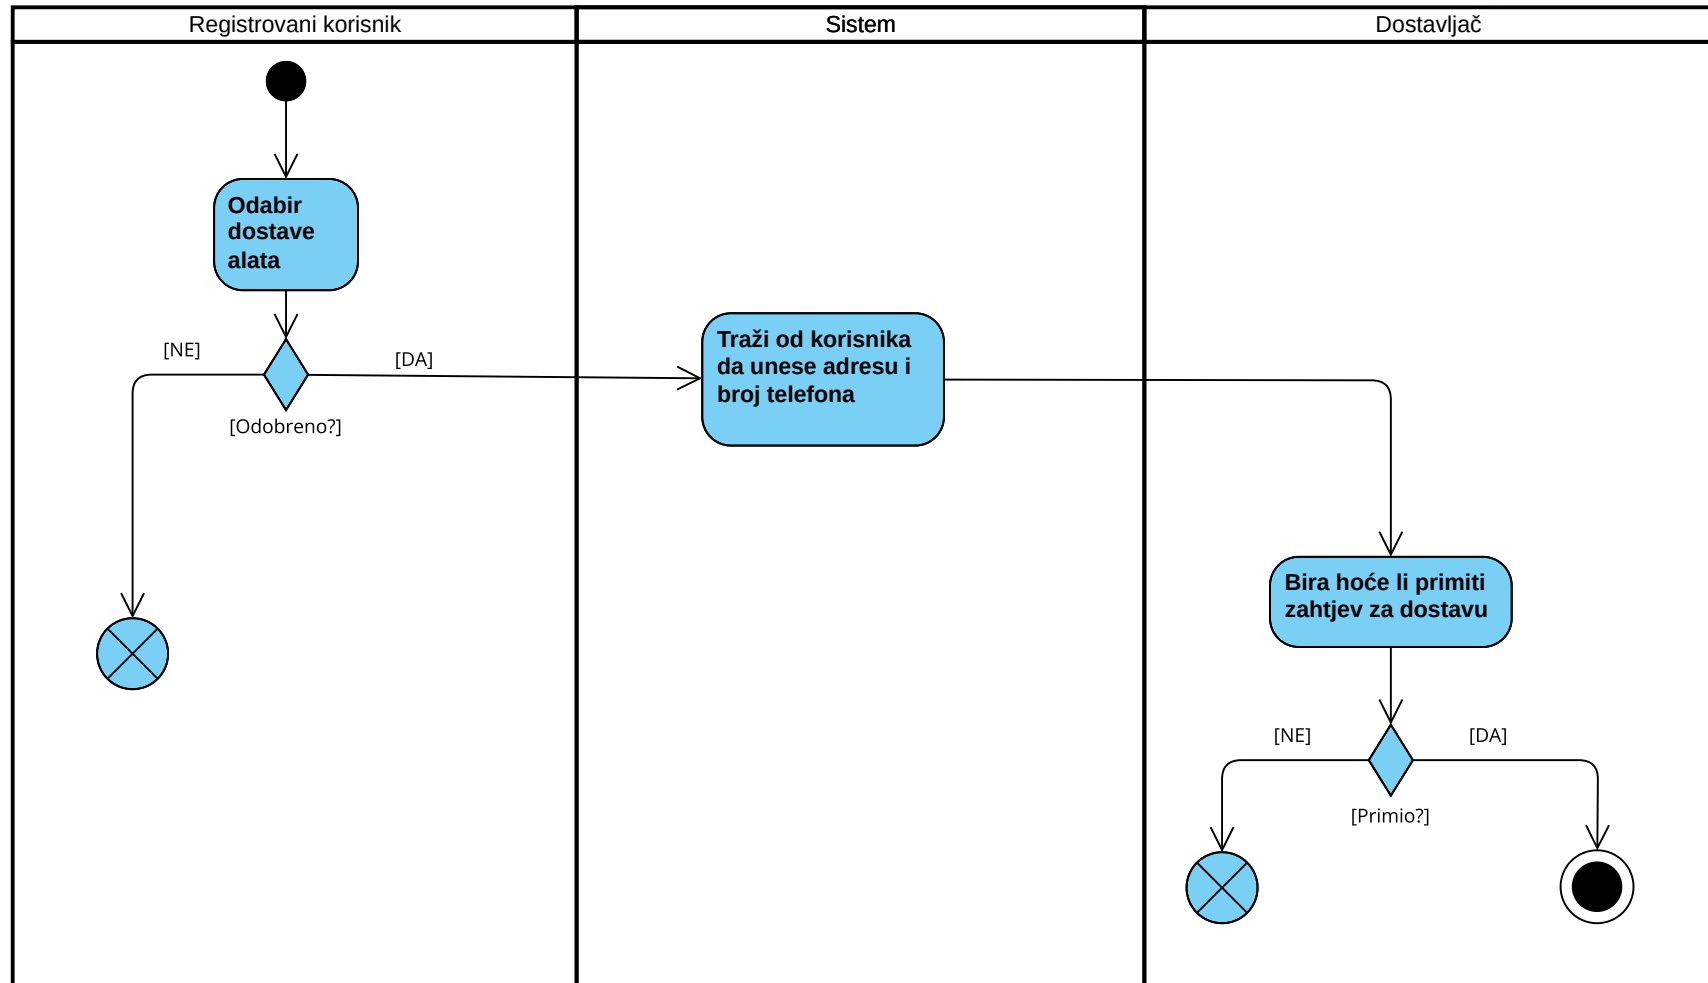 Registrovani korisnik
Sistem
Dostavljač
Odabir
dostave
alata
[NE]
[DA]
[Odobreno?]
Traži od korisnika
da unese adresu i
broj telefona
Bira hoće li primiti
zahtjev za dostavu
[NE]
[DA]
[Primio?]